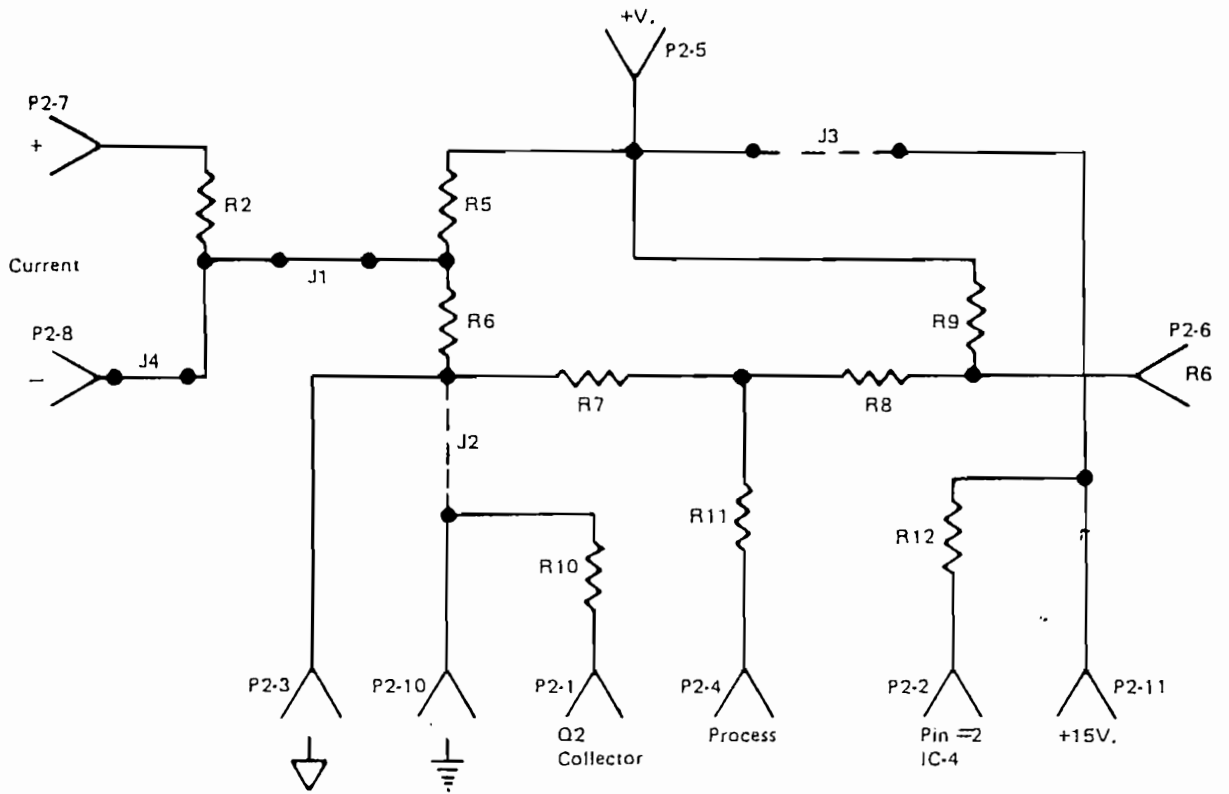 +V.
P2-5
P2-7
+
J3
R2
R5
Current
J1
P2-8
R6
R9
P2-6
−
J4
R6
R7
R8
J2
R11
R12
R10
P2-3
P2-10
P2-1
P2-4
P2-2
P2-11
Q2
Collector
Process
Pin =2
IC-4
+15V.